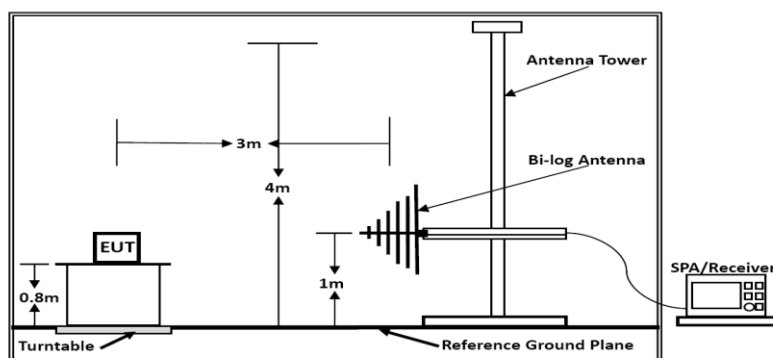 Antenna Tower
3m
Bi-log Antenna
4m
EUT
SPA/Receiver
0.8m
1m
Turntable
Reference Ground Plane